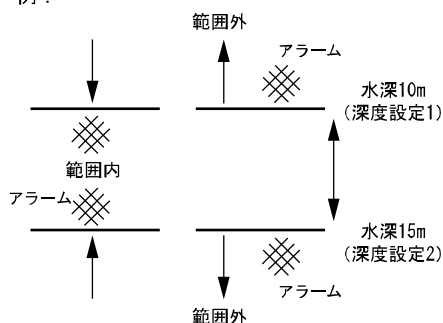 例：
範囲外
アラーム
水深10m
(深度設定1)
範囲内
アラーム
水深15m
(深度設定2)
アラーム
範囲外